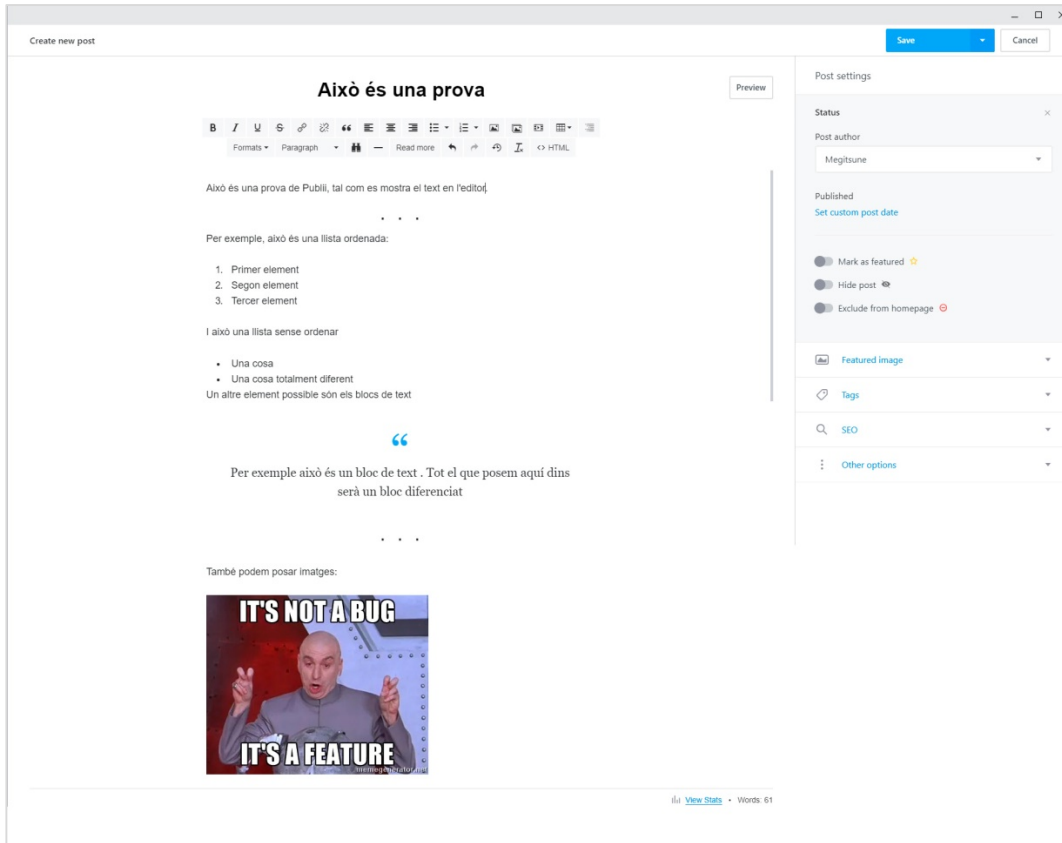 Create new post
Save
Cancel
Això és una prova
Preview
B I U S
Formats Paragraph — Read more <> HTML
Aixó és una prova de Publii, tal com es mostra el text en l'editor.
Per exemple, això és una llista ordenada:
1. Primer element
2. Segon element
3. Tercer element
I això una llista sense ordenar
• Una cosa
• Una cosa totalment diferent
Un altre element possible són els blocs de text
“
Per exemple això és un bloc de text . Tot el que posem aquí dins
serà un bloc diferenciat
També podem posar imatges:
IT'S NOT A BUG
IT'S A FEATURE
memegenerator.net
View Stats • Words: 61
Post settings
Status
Post author
Megitsune
Published
Set custom post date
Mark as featured
Hide post
Exclude from homepage
Featured image
Tags
SEO
Other options